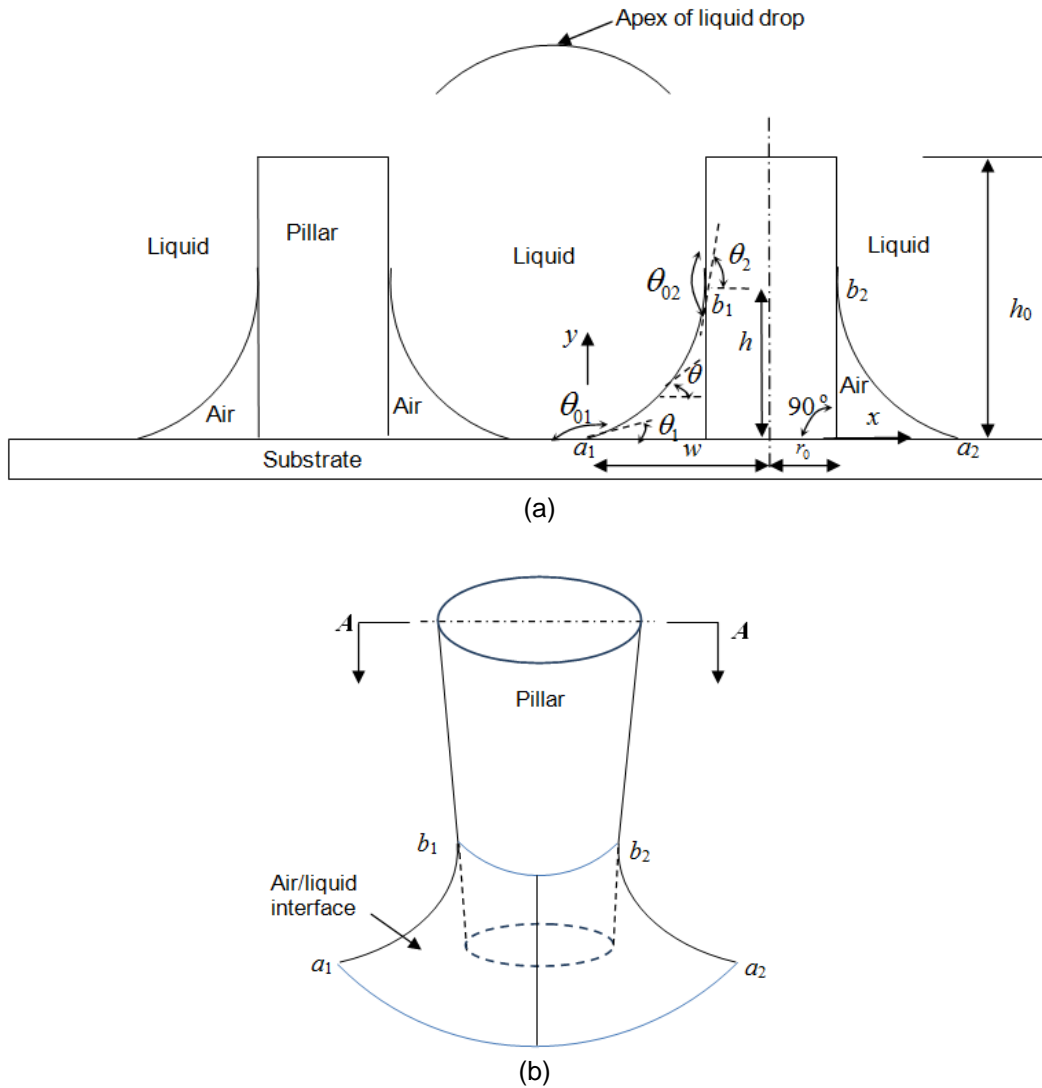 Apex of liquid drop
Liquid
Pillar
Liquid
Liquid
θ₂
θ₀₂
b₁
b₂
h₀
y
h
θ
Air
Air
Air
90°
x
θ₀₁
θ₁
a₁
w
r₀
a₂
Substrate
(a)
A
A
Pillar
b₁
b₂
Air/liquid
interface
a₁
a₂
(b)